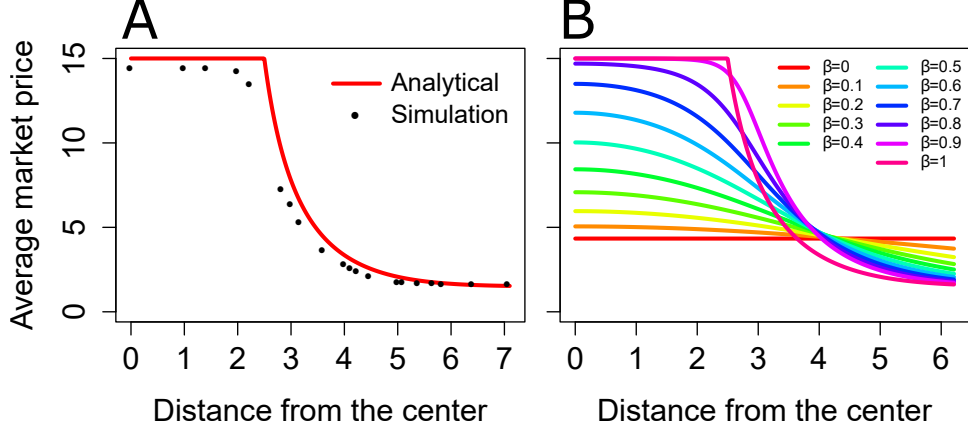 A
B
Average market price
15
10
5
0
Analytical
Simulation
β=0
β=0.1
β=0.2
β=0.3
β=0.4
β=0.5
β=0.6
β=0.7
β=0.8
β=0.9
β=1
0 1 2 3 4 5 6 7
0 1 2 3 4 5 6
Distance from the center
Distance from the center